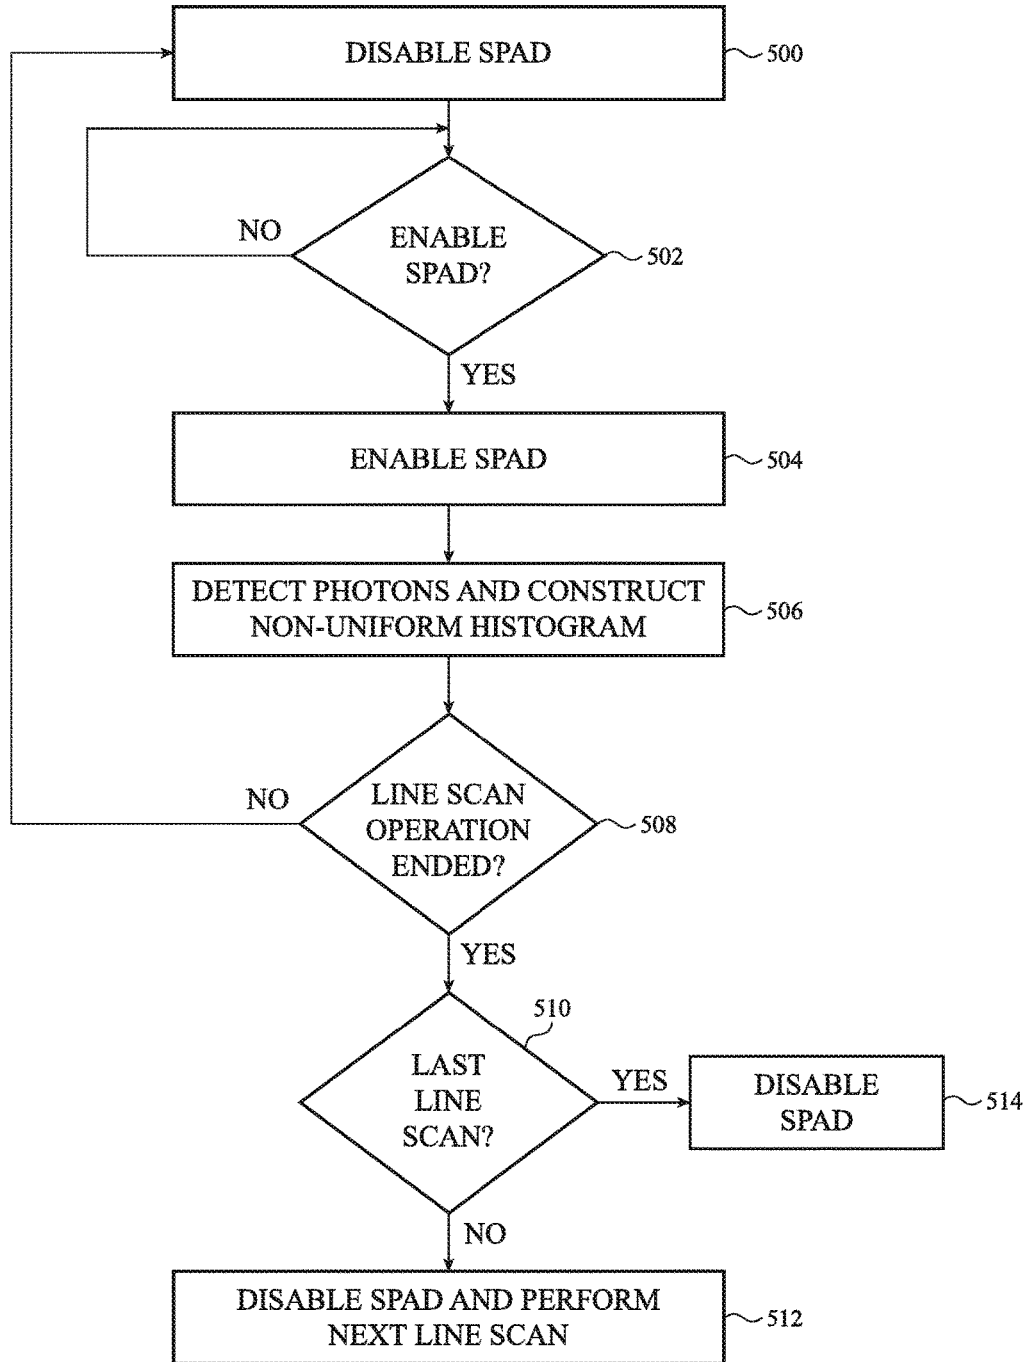 DISABLE SPAD
500
NO
ENABLE
SPAD?
502
YES
ENABLE SPAD
504
DETECT PHOTONS AND CONSTRUCT
NON-UNIFORM HISTOGRAM
506
NO
LINE SCAN
OPERATION
ENDED?
508
YES
510
LAST
LINE
SCAN?
YES
DISABLE
SPAD
514
NO
DISABLE SPAD AND PERFORM
NEXT LINE SCAN
512